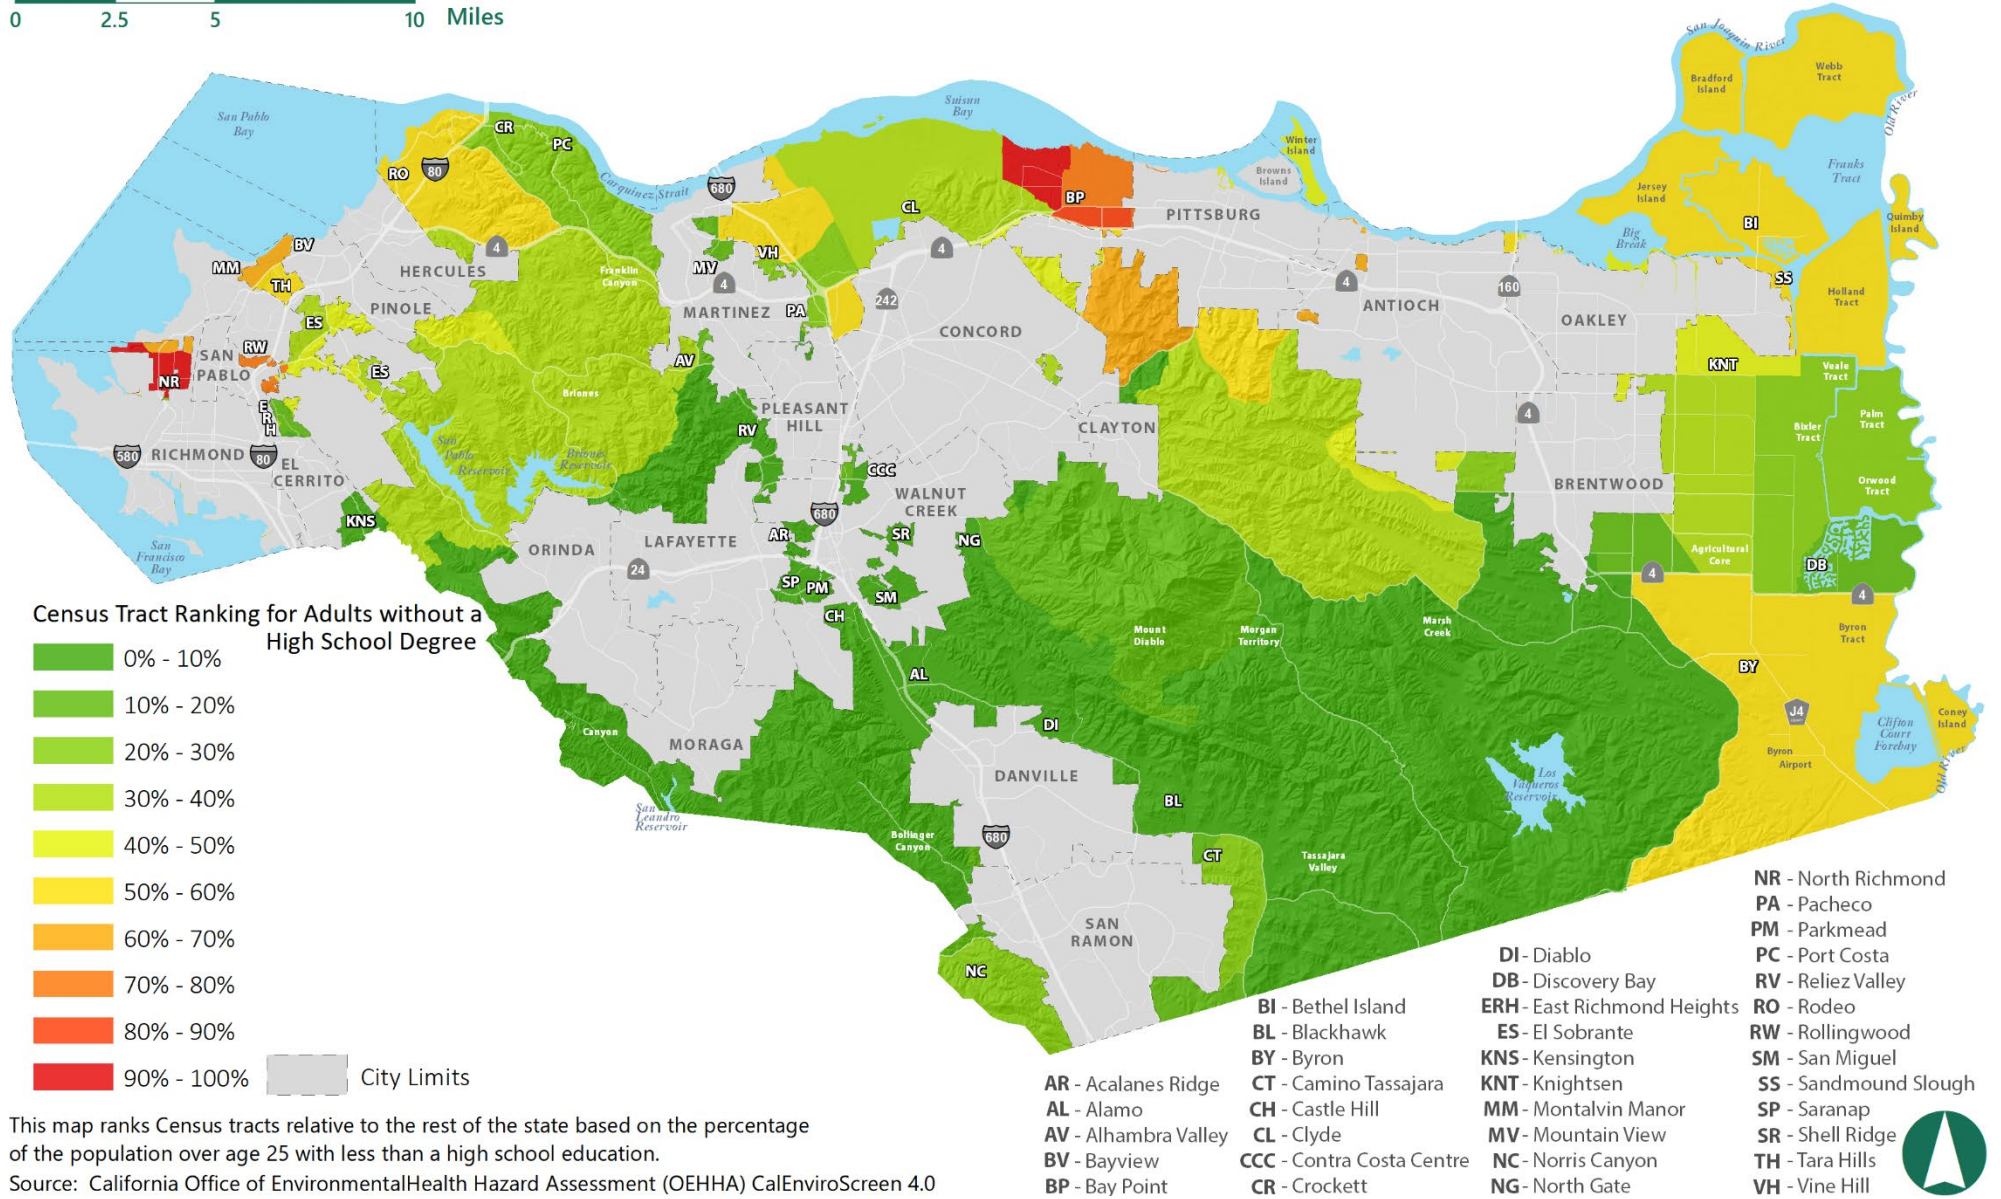 0 2.5 5 10 Miles
San Joaquin River
Webb
Tract
Bradford
Island
Old River
San Pablo
Bay
Suisun
Bay
CR
PC
Winter
Island
Browns
Island
Franks
Tract
RO
80
Carquinez Strait
680
Jersey
Island
BP
CL
PITTSBURG
BI
Quimby
Island
Big
Break
BV
MM
TH
HERCULES
4
Franklin
Canyon
VH
MV
4
4
SS
ES
PINOLE
MARTINEZ
PA
242
CONCORD
4
ANTIOCH
160
OAKLEY
Holland
Tract
RW
SAN
PABLO
NR
ES
AV
KNT
Veale
Tract
Briones
E
R
H
PLEASANT
HILL
RV
CLAYTON
4
Palm
Tract
Bixler
Tract
580
RICHMOND
80
EL
CERRITO
San
Pablo
Reservoir
Briones
Reservoir
CCC
WALNUT
CREEK
BRENTWOOD
Orwood
Tract
KNS
680
San
Francisco
Bay
ORINDA
LAFAYETTE
AR
SR
NG
24
Agricultural
Core
DB
4
4
SP
PM
SM
CH
Mount
Diablo
Morgan
Territory
Marsh
Creek
Byron
Tract
AL
BY
Canyon
MORAGA
DI
J4
Coney
Island
Clifton
Court
Forebay
Byron
Airport
Old River
DANVILLE
BL
Los
Vaqueros
Reservoir
San
Leandro
Reservoir
Bollinger
Canyon
680
CT
Tassajara
Valley
SAN
RAMON
NC
Census Tract Ranking for Adults without a
High School Degree
0% - 10%
10% - 20%
20% - 30%
30% - 40%
40% - 50%
50% - 60%
60% - 70%
70% - 80%
80% - 90%
90% - 100%
City Limits
This map ranks Census tracts relative to the rest of the state based on the percentage
of the population over age 25 with less than a high school education.
Source: California Office of EnvironmentalHealth Hazard Assessment (OEHHA) CalEnviroScreen 4.0
AR - Acalanes Ridge
AL - Alamo
AV - Alhambra Valley
BV - Bayview
BP - Bay Point
BI - Bethel Island
BL - Blackhawk
BY - Byron
CT - Camino Tassajara
CH - Castle Hill
CL - Clyde
CCC - Contra Costa Centre
CR - Crockett
DI - Diablo
DB - Discovery Bay
ERH - East Richmond Heights
ES - El Sobrante
KNS - Kensington
KNT - Knightsen
MM - Montalvin Manor
MV - Mountain View
NC - Norris Canyon
NG - North Gate
NR - North Richmond
PA - Pacheco
PM - Parkmead
PC - Port Costa
RV - Reliez Valley
RO - Rodeo
RW - Rollingwood
SM - San Miguel
SS - Sandmound Slough
SP - Saranap
SR - Shell Ridge
TH - Tara Hills
VH - Vine Hill